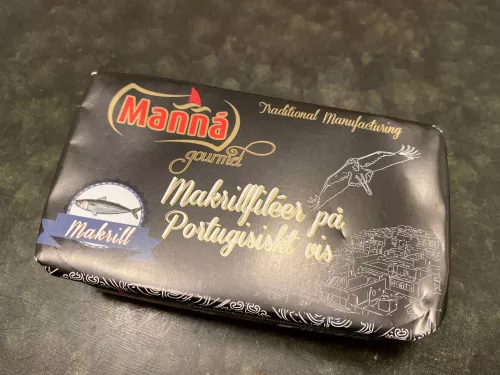 Manná
gourmet
Traditional Manufacturing
Makrillfiléer på
Portugisiskt vis
Makrill